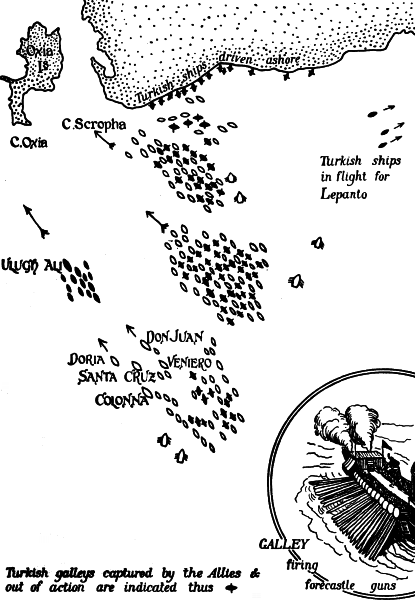 Oxia
Is
Turkish ships driven ashore
C.Scropha
C.Oxia
Turkish ships
in flight for
Lepanto
ULUGH ALI
DON JUAN
DORIA
VENIERO
SANTA CRUZ
COLONNA
GALLEY
firing
forecastle guns
Turkish galleys captured by the Allies &
out of action are indicated thus